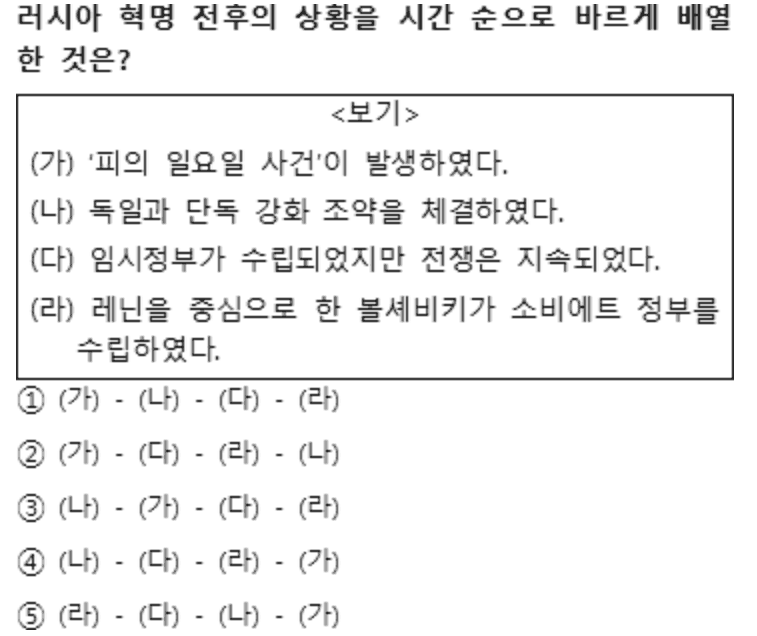 러시아 혁명 전후의 상황을 시간 순으로 바르게 배열
한 것은?
<보기>
(가) '피의 일요일 사건'이 발생하였다.
(나) 독일과 단독 강화 조약을 체결하였다.
(다) 임시정부가 수립되었지만 전쟁은 지속되었다.
(라) 레닌을 중심으로 한 볼셰비키가 소비에트 정부를
수립하였다.
① (가) - (나) - (다) - (라)
② (가) - (다) - (라) - (나)
③ (나) - (가) - (다) - (라)
④ (나) - (다) - (라) - (가)
⑤ (라) - (다) - (나) - (가)